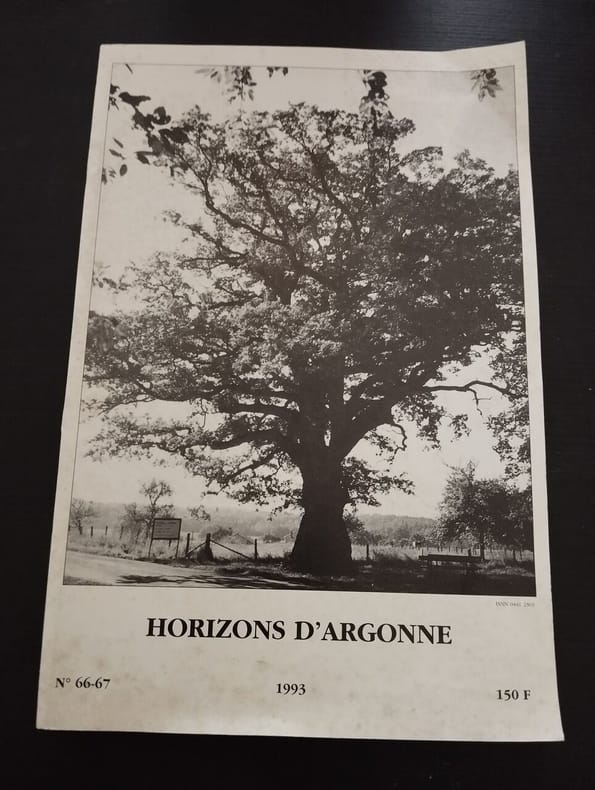 HORIZONS D'ARGONNE
N° 66-67
1993
150 F